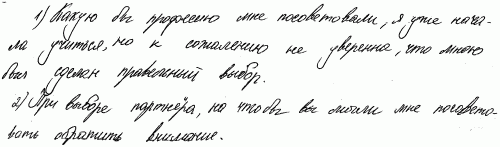 1) Какую бы профессию мне посоветовали, я уже нача-
ла учиться, но к сожалению не уверенна, что мною
был сделан правильный выбор.
2) При выборе партнёра, на что бы вы могли мне посовето-
вать обратить внимание.